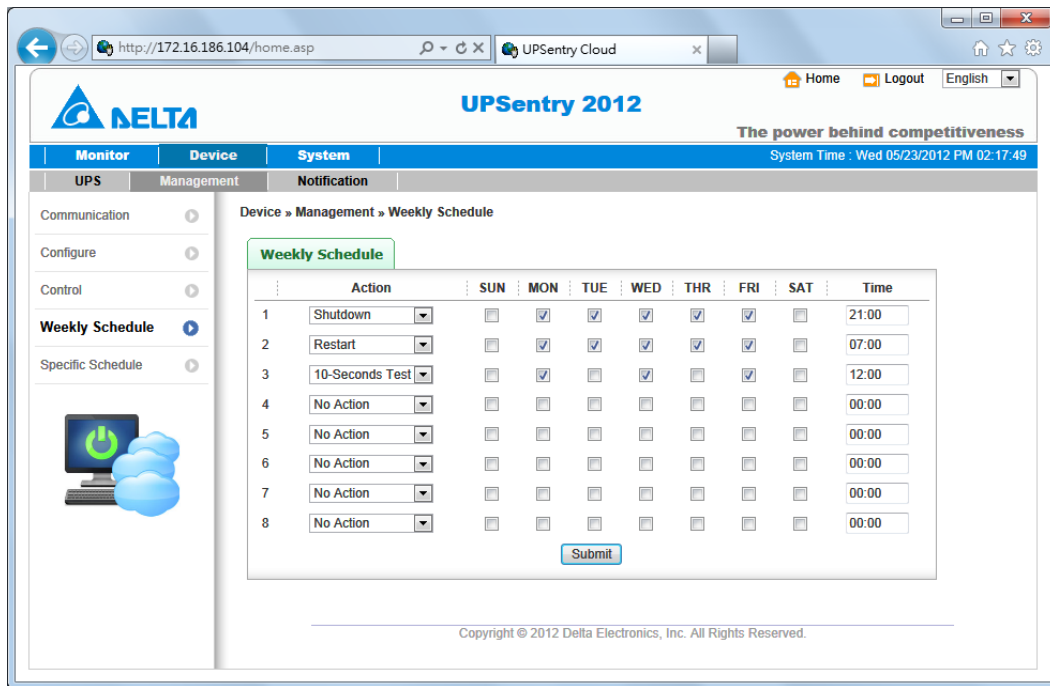 http://172.16.186.104/home.asp UPSentry Cloud
Home Logout English
DELTA
UPSentry 2012
The power behind competitiveness
Monitor Device System System Time : Wed 05/23/2012 PM 02:17:49
UPS Management Notification
Communication
Configure
Control
Weekly Schedule
Specific Schedule
Device » Management » Weekly Schedule
Weekly Schedule
Action SUN MON TUE WED THR FRI SAT Time
1 Shutdown 21:00
2 Restart 07:00
3 10-Seconds Test 12:00
4 No Action 00:00
5 No Action 00:00
6 No Action 00:00
7 No Action 00:00
8 No Action 00:00
Submit
Copyright © 2012 Delta Electronics, Inc. All Rights Reserved.